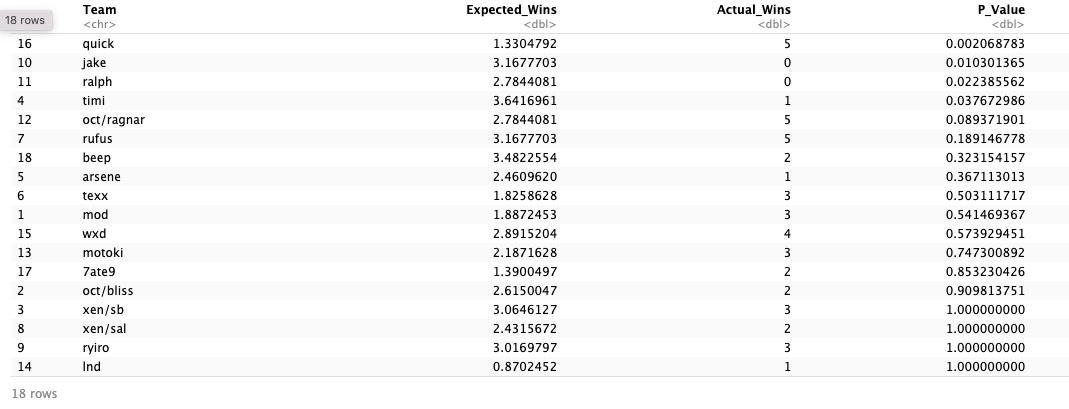 Team Expected_Wins Actual_Wins P_Value
18 rows <chr> <dbl> <dbl> <dbl>
16 quick 1.3304792 5 0.002068783
10 jake 3.1677703 0 0.010301365
11 ralph 2.7844081 0 0.022385562
4 timi 3.6416961 1 0.037672986
12 oct/ragnar 2.7844081 5 0.089371901
7 rufus 3.1677703 5 0.189146778
18 beep 3.4822554 2 0.323154157
5 arsene 2.4609620 1 0.367113013
6 texx 1.8258628 3 0.503111717
1 mod 1.8872453 3 0.541469367
15 wxd 2.8915204 4 0.573929451
13 motoki 2.1871628 3 0.747300892
17 7ate9 1.3900497 2 0.853230426
2 oct/bliss 2.6150047 2 0.909813751
3 xen/sb 3.0646127 3 1.000000000
8 xen/sal 2.4315672 2 1.000000000
9 ryiro 3.0169797 3 1.000000000
14 lnd 0.8702452 1 1.000000000
18 rows